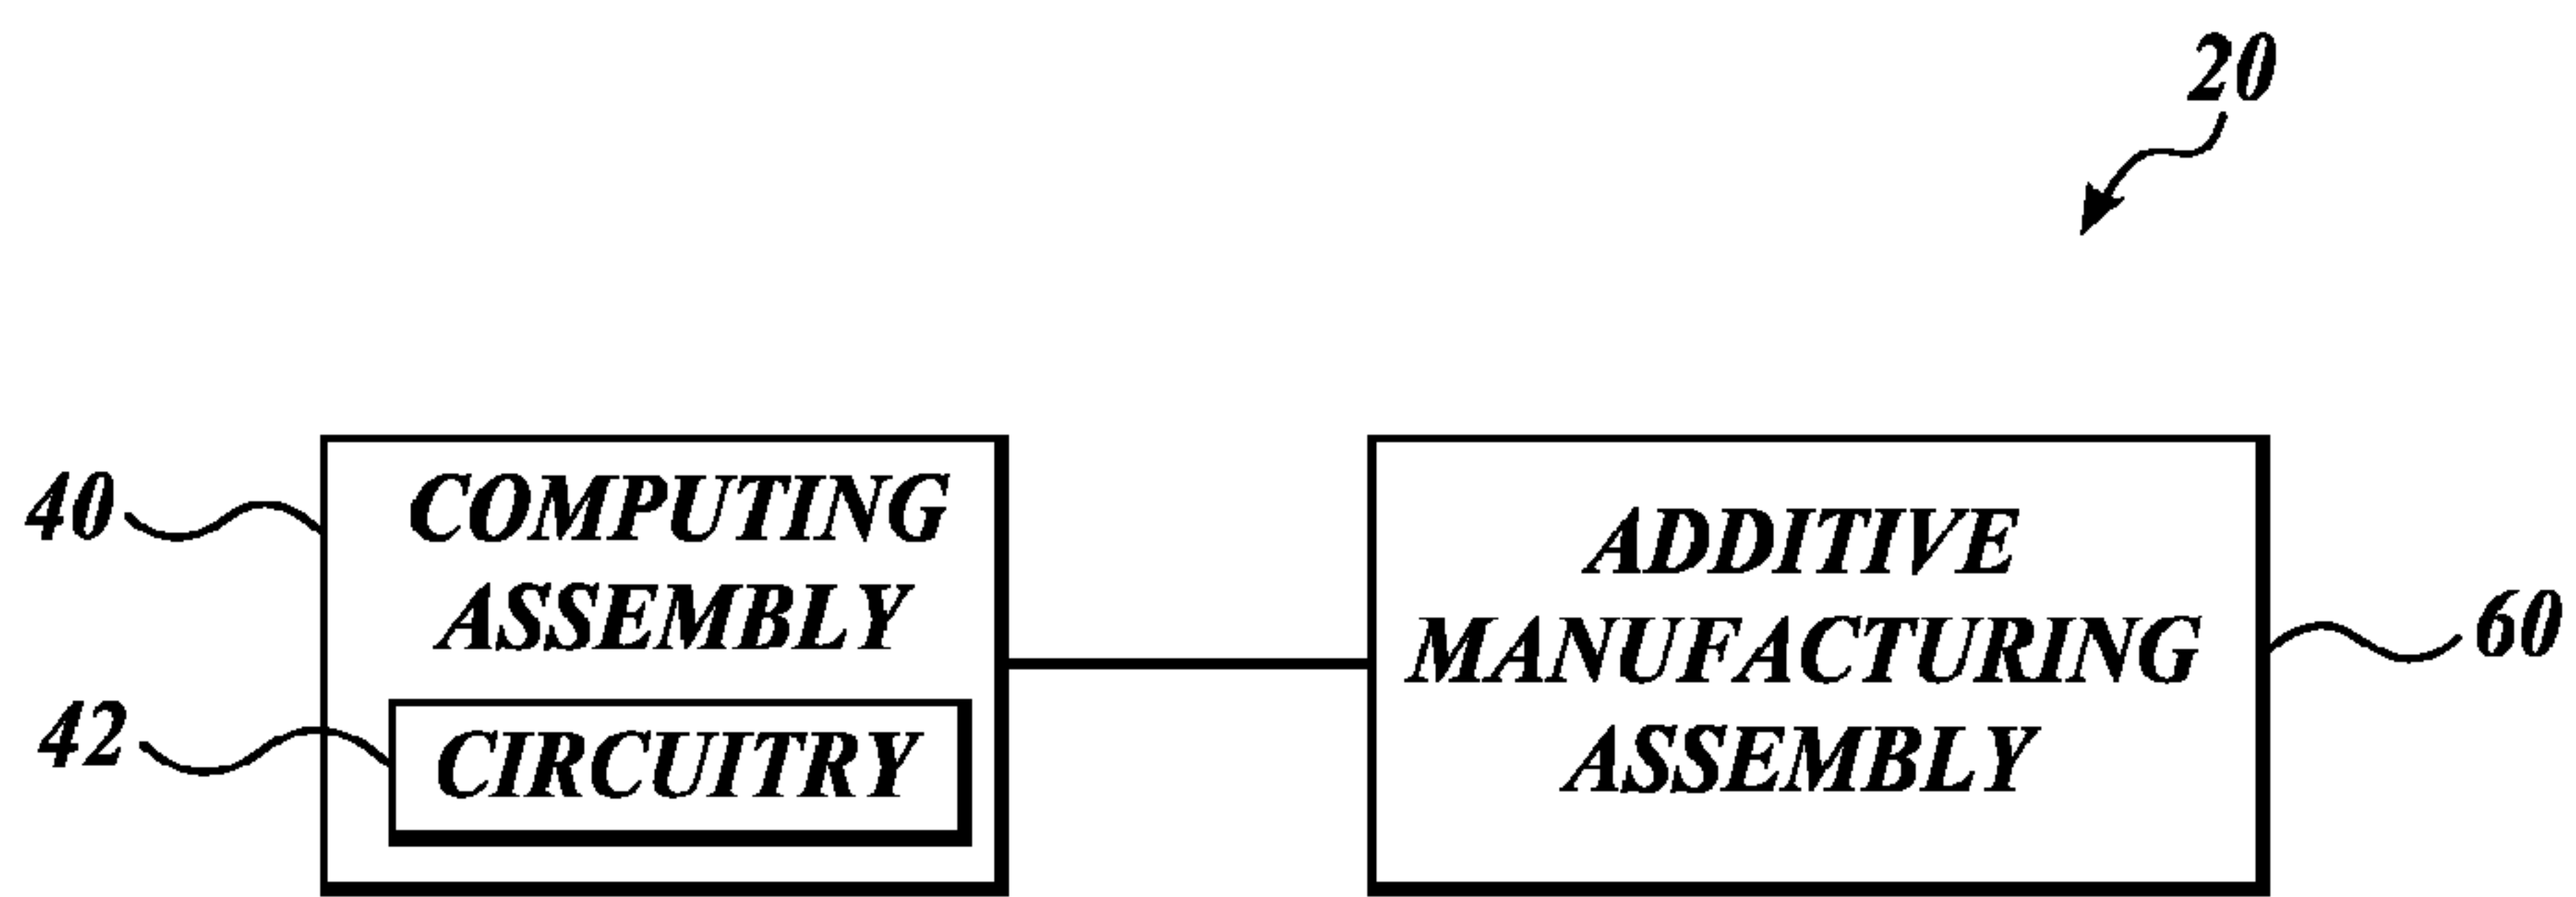 20
40
COMPUTING
ASSEMBLY
42
CIRCUITRY
ADDITIVE
MANUFACTURING
ASSEMBLY
60